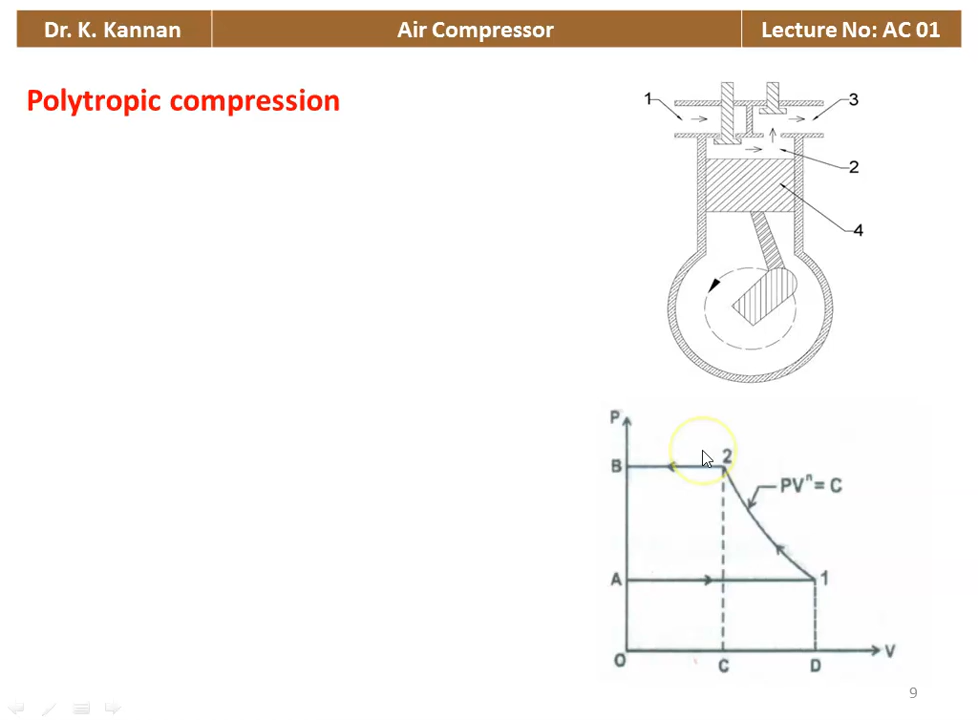 Dr. K. Kannan
Air Compressor
Lecture No: AC 01
Polytropic compression
1
3
2
4
P
B
2
PVⁿ = C
A
1
O
C
D
V
9